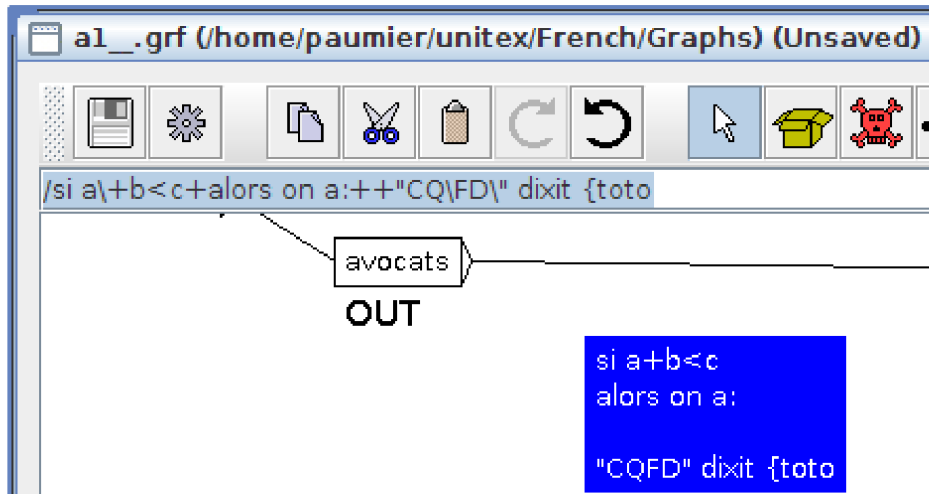 a1__.grf (/home/paumier/unitex/French/Graphs) (Unsaved)
/si a\+b<c+alors on a:++"CQ\FD\" dixit {toto
avocats
OUT
si a+b<c
alors on a:
"CQFD" dixit {toto